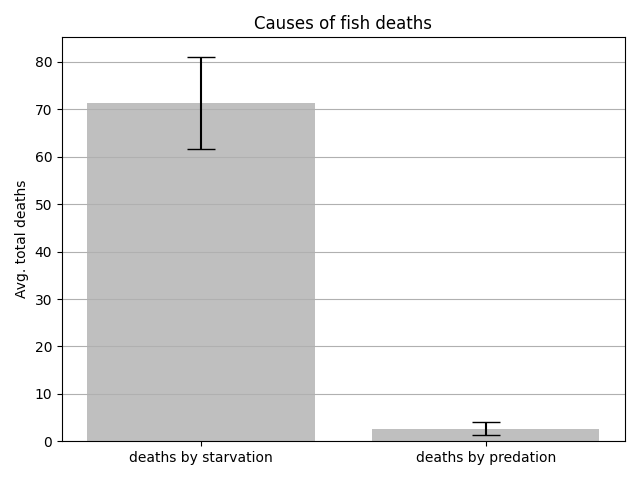 Causes of fish deaths
Avg. total deaths
80
70
60
50
40
30
20
10
0
deaths by starvation
deaths by predation